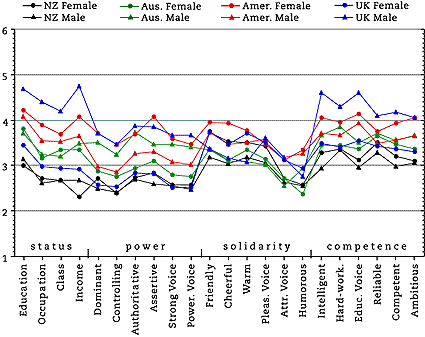 NZ Female Aus. Female Amer. Female UK Female
NZ Male Aus. Male Amer. Male UK Male
6
5
4
3
2
1
status power solidarity competence
Education
Occupation
Class
Income
Dominant
Controlling
Authoritative
Assertive
Strong Voice
Power. Voice
Friendly
Cheerful
Warm
Pleas. Voice
Attr. Voice
Humorous
Intelligent
Hard-work.
Educ. Voice
Reliable
Competent
Ambitious